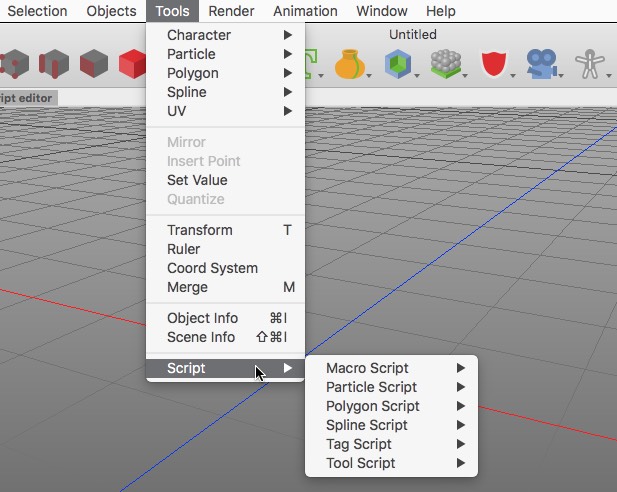 Selection Objects Tools Render Animation Window Help
Untitled
ipt editor
Character
Particle
Polygon
Spline
UV
Mirror
Insert Point
Set Value
Quantize
Transform T
Ruler
Coord System
Merge M
Object Info ⌘I
Scene Info ⇧⌘I
Script
Macro Script
Particle Script
Polygon Script
Spline Script
Tag Script
Tool Script